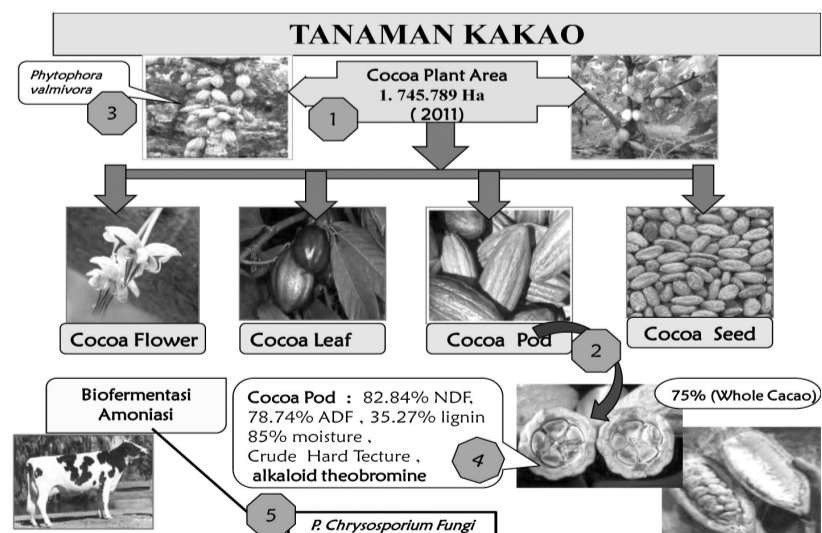 TANAMAN KAKAO
Phytophora
valmivora
3
1
Cocoa Plant Area
1. 745.789 Ha
( 2011)
Cocoa Flower
Cocoa Leaf
Cocoa Pod
Cocoa Seed
2
Biofermentasi
Amoniasi
Cocoa Pod : 82.84% NDF,
78.74% ADF , 35.27% lignin
85% moisture ,
Crude Hard Tecture ,
alkaloid theobromine
4
75% (Whole Cacao)
5
P. Chrysosporium Fungi